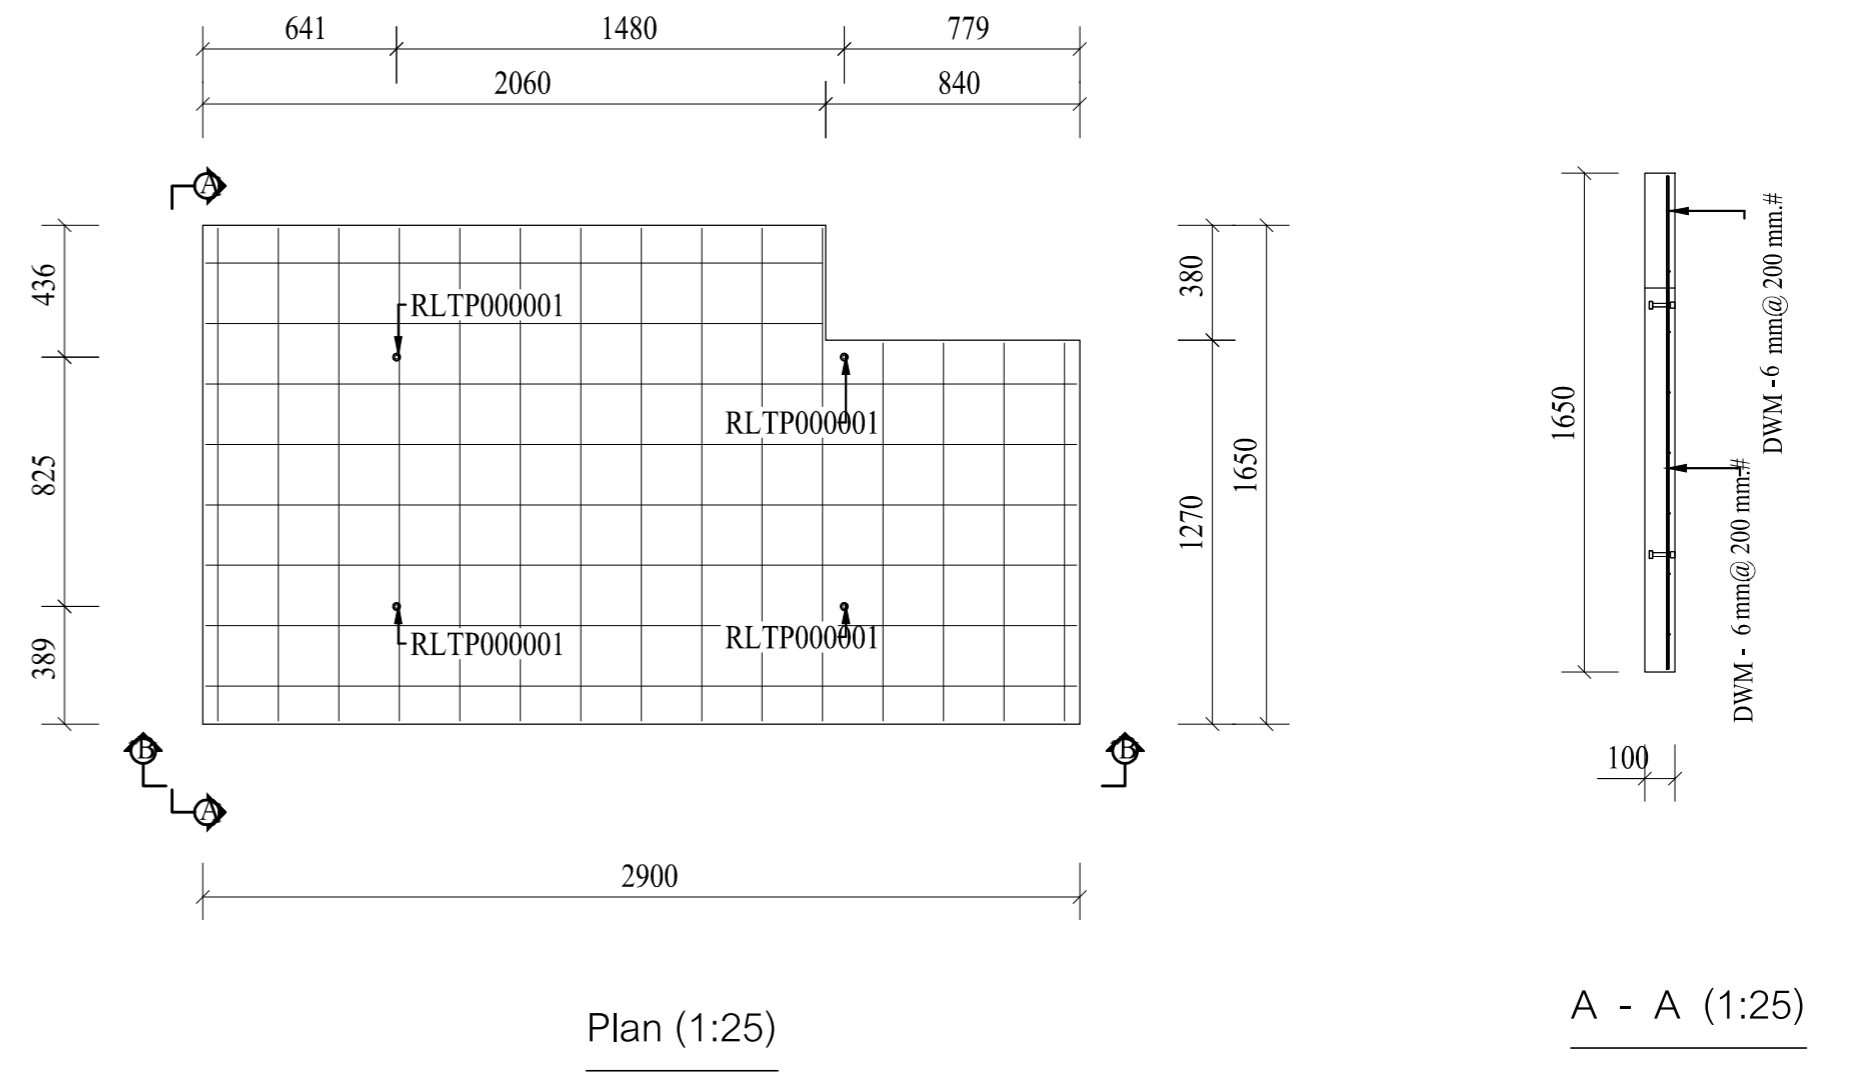 641 1480 779
2060 840
A
436
RLTP000001
380
RLTP000001
825
1270
1650
RLTP000001
RLTP000001
389
B
B
A
2900
Plan (1:25)
1650
DWM -6 mm@ 200 mm.#
DWM - 6 mm@ 200 mm.#
100
A - A (1:25)